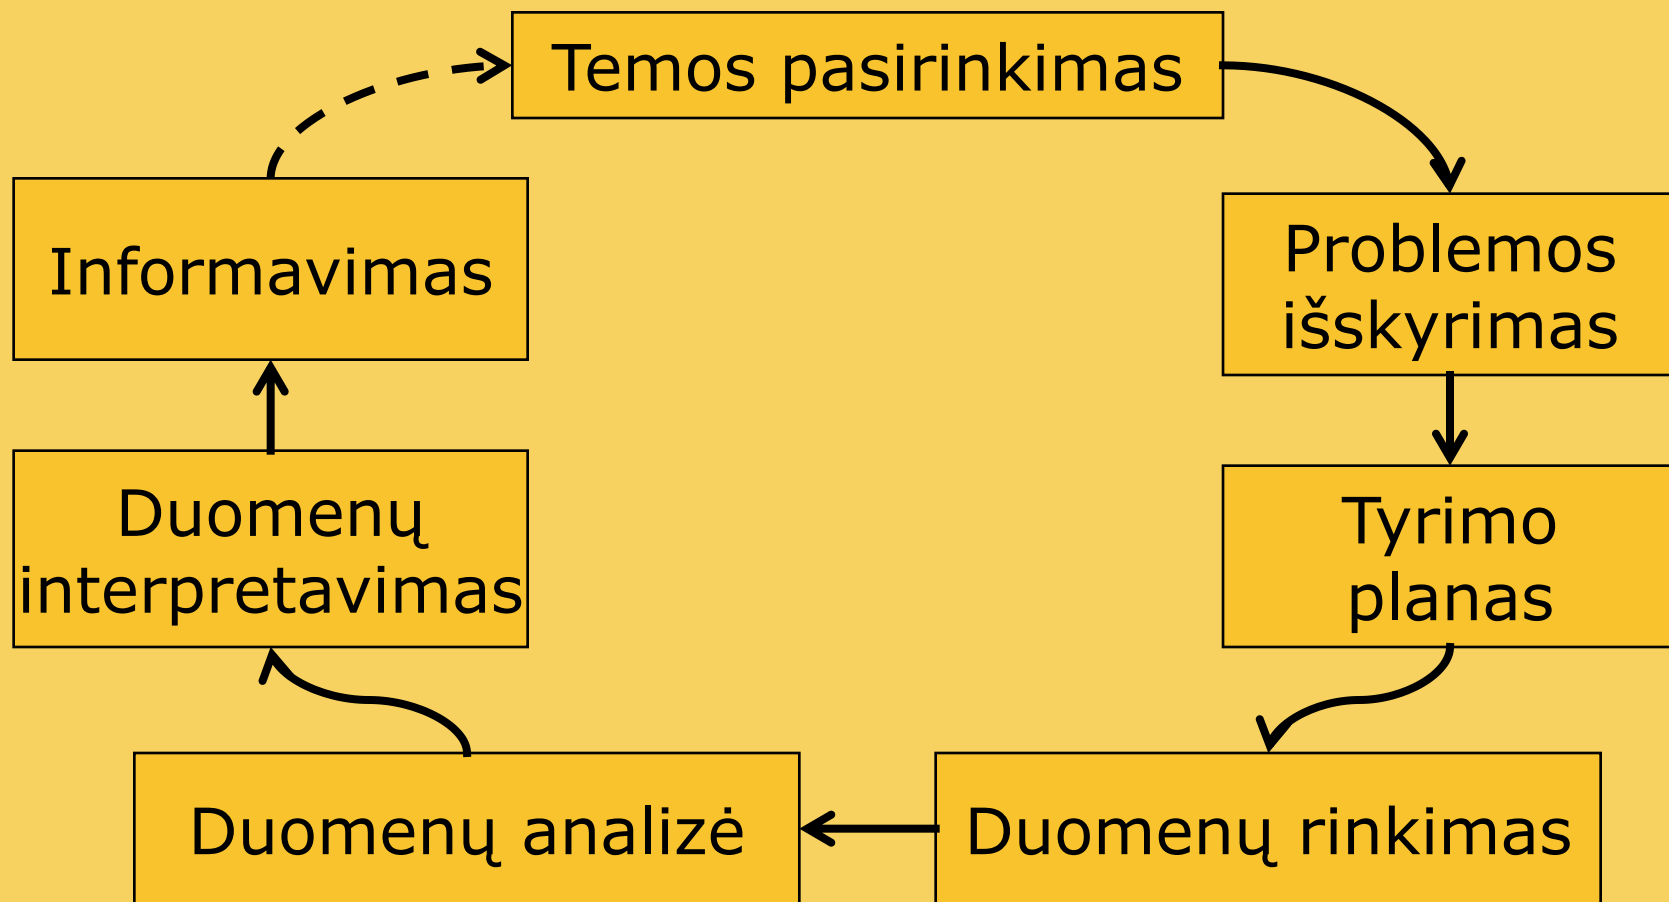 Temos pasirinkimas
Problemos
išskyrimas
Tyrimo
planas
Duomenų rinkimas
Duomenų analizė
Duomenų
interpretavimas
Informavimas